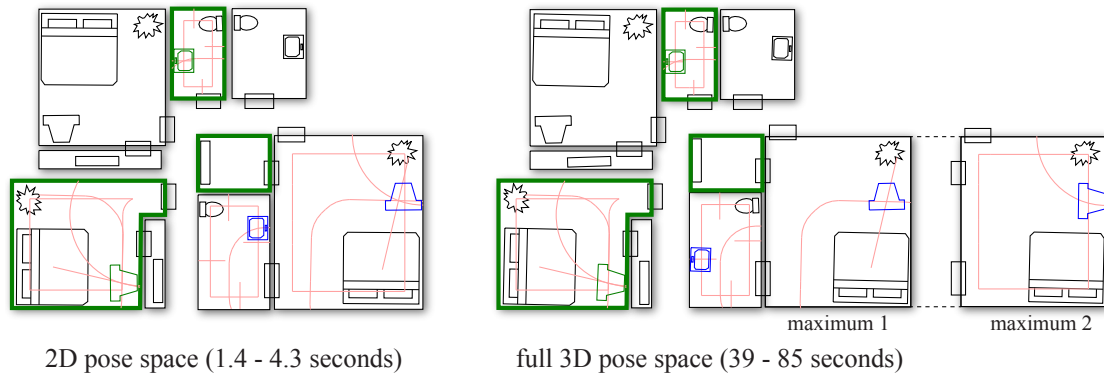 maximum 1
maximum 2
2D pose space (1.4 - 4.3 seconds)
full 3D pose space (39 - 85 seconds)